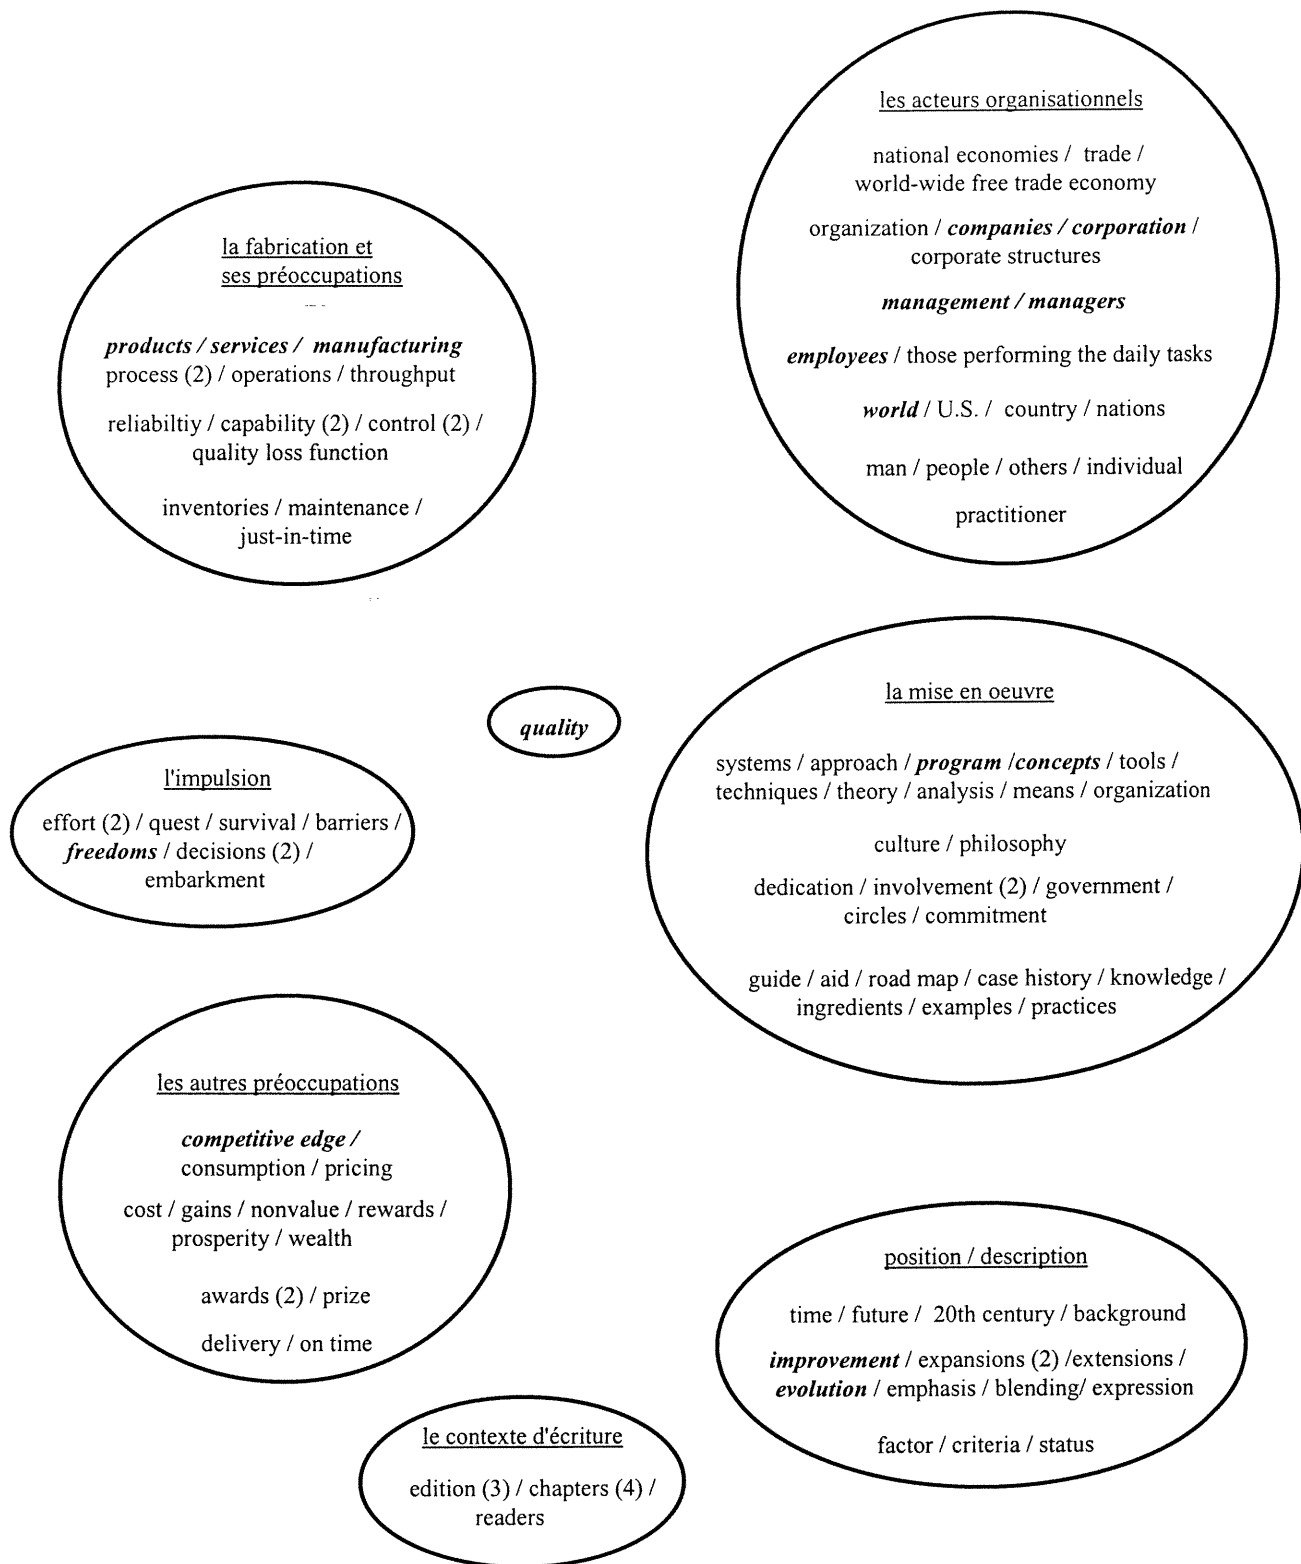 les acteurs organisationnels
national economies / trade /
world-wide free trade economy
organization / companies / corporation /
corporate structures
management / managers
employees / those performing the daily tasks
world / U.S. / country / nations
man / people / others / individual
practitioner
la fabrication et
ses préoccupations
products / services / manufacturing
process (2) / operations / throughput
reliabiltiy / capability (2) / control (2) /
quality loss function
inventories / maintenance /
just-in-time
quality
la mise en oeuvre
systems / approach / program /concepts / tools /
techniques / theory / analysis / means / organization
culture / philosophy
dedication / involvement (2) / government /
circles / commitment
guide / aid / road map / case history / knowledge /
ingredients / examples / practices
l'impulsion
effort (2) / quest / survival / barriers /
freedoms / decisions (2) /
embarkment
les autres préoccupations
competitive edge /
consumption / pricing
cost / gains / nonvalue / rewards /
prosperity / wealth
awards (2) / prize
delivery / on time
position / description
time / future / 20th century / background
improvement / expansions (2) /extensions /
evolution / emphasis / blending/ expression
factor / criteria / status
le contexte d'écriture
edition (3) / chapters (4) /
readers